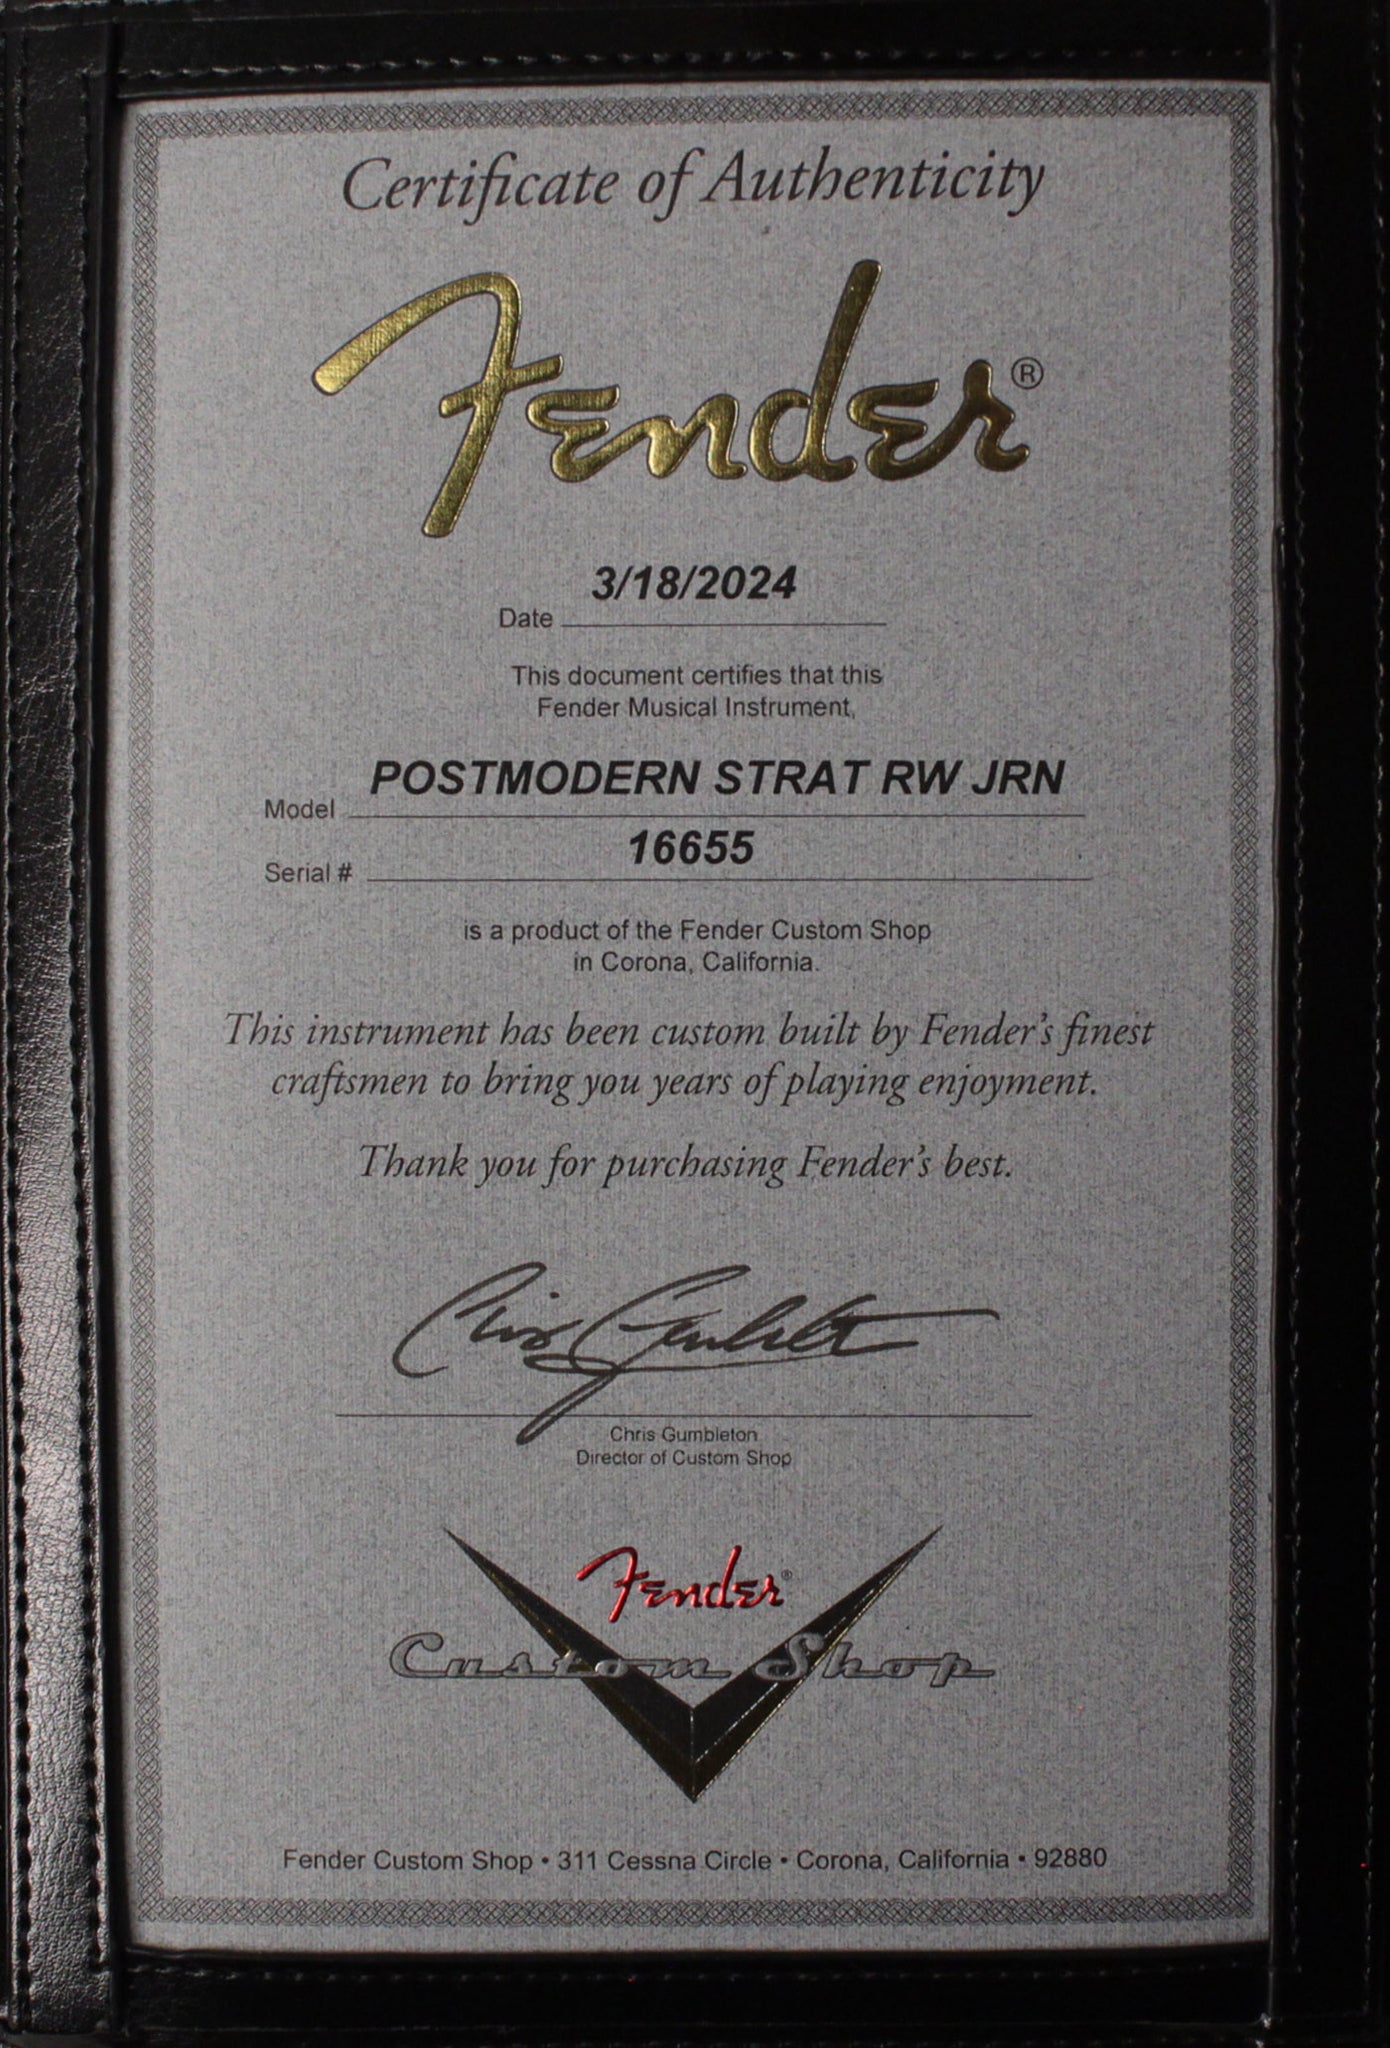 Certificate of Authenticity
Fender®
3/18/2024
Date
This document certifies that this
Fender Musical Instrument,
POSTMODERN STRAT RW JRN
Model
16655
Serial #
is a product of the Fender Custom Shop
in Corona, California.
This instrument has been custom built by Fender's finest
craftsmen to bring you years of playing enjoyment.
Thank you for purchasing Fender's best.
Chris Gumbleton
Chris Gumbleton
Director of Custom Shop
Fender®
Custom Shop
Fender Custom Shop • 311 Cessna Circle • Corona, California • 92880